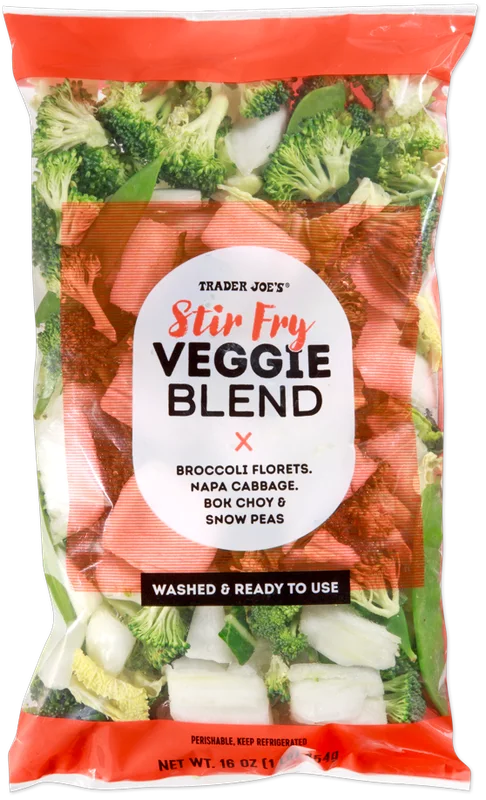 TRADER JOE'S®
Stir Fry
VEGGIE
BLEND
X
BROCCOLI FLORETS.
NAPA CABBAGE.
BOK CHOY &
SNOW PEAS
WASHED & READY TO USE
PERISHABLE, KEEP REFRIGERATED
NET WT. 16 OZ